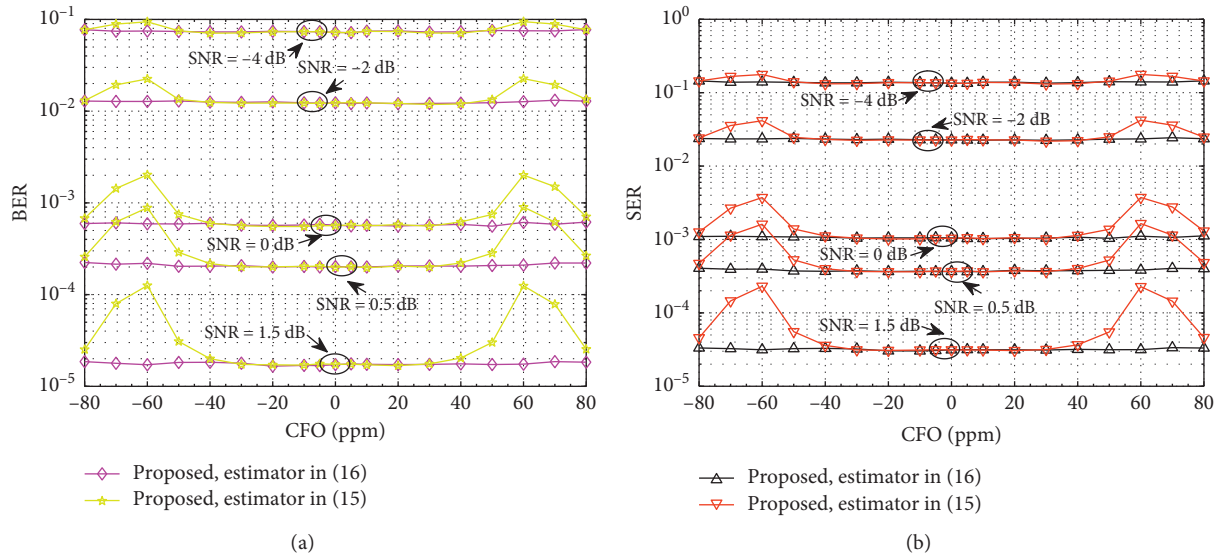 10⁻¹
10⁻²
10⁻³
10⁻⁴
10⁻⁵
BER
SNR = −4 dB
SNR = −2 dB
SNR = 0 dB
SNR = 0.5 dB
SNR = 1.5 dB
−80 −60 −40 −20 0 20 40 60 80
CFO (ppm)
Proposed, estimator in (16)
Proposed, estimator in (15)
(a)
10⁰
10⁻¹
10⁻²
10⁻³
10⁻⁴
10⁻⁵
SER
SNR = −4 dB
SNR = −2 dB
SNR = 0 dB
SNR = 0.5 dB
SNR = 1.5 dB
−80 −60 −40 −20 0 20 40 60 80
CFO (ppm)
Proposed, estimator in (16)
Proposed, estimator in (15)
(b)